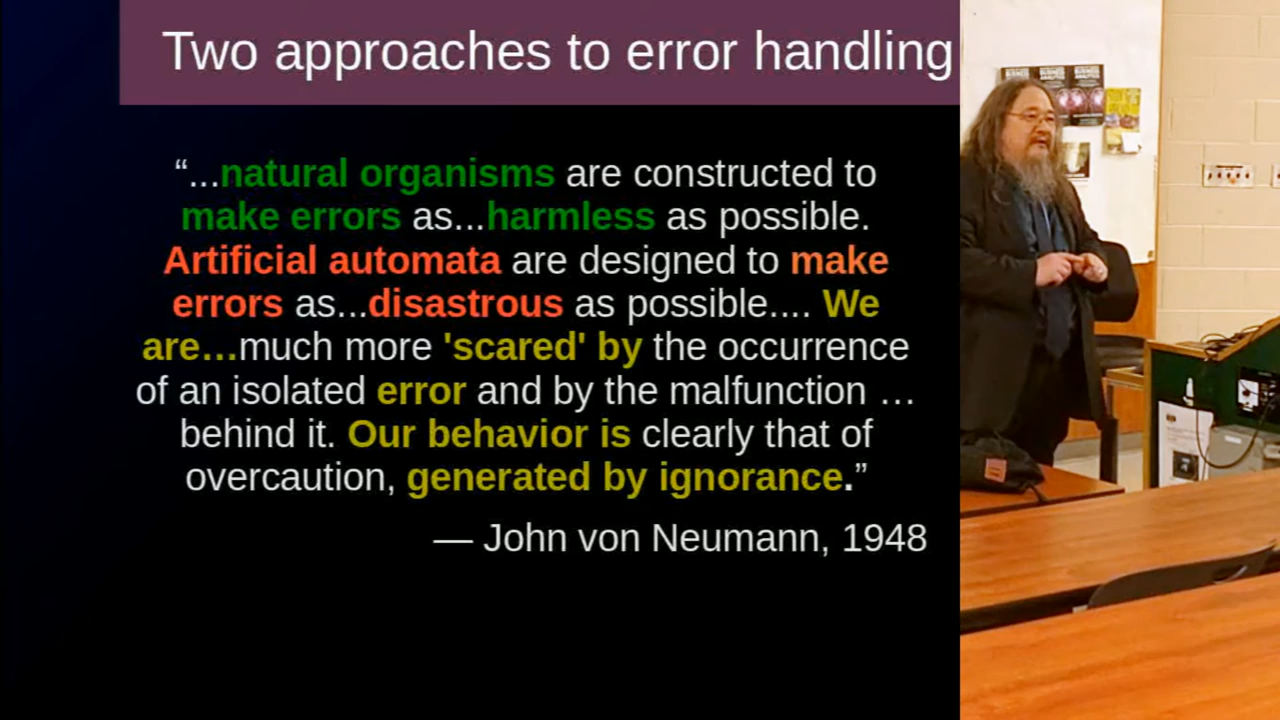 Two approaches to error handling
“...natural organisms are constructed to
make errors as...harmless as possible.
Artificial automata are designed to make
errors as...disastrous as possible.... We
are…much more 'scared' by the occurrence
of an isolated error and by the malfunction …
behind it. Our behavior is clearly that of
overcaution, generated by ignorance.”
— John von Neumann, 1948